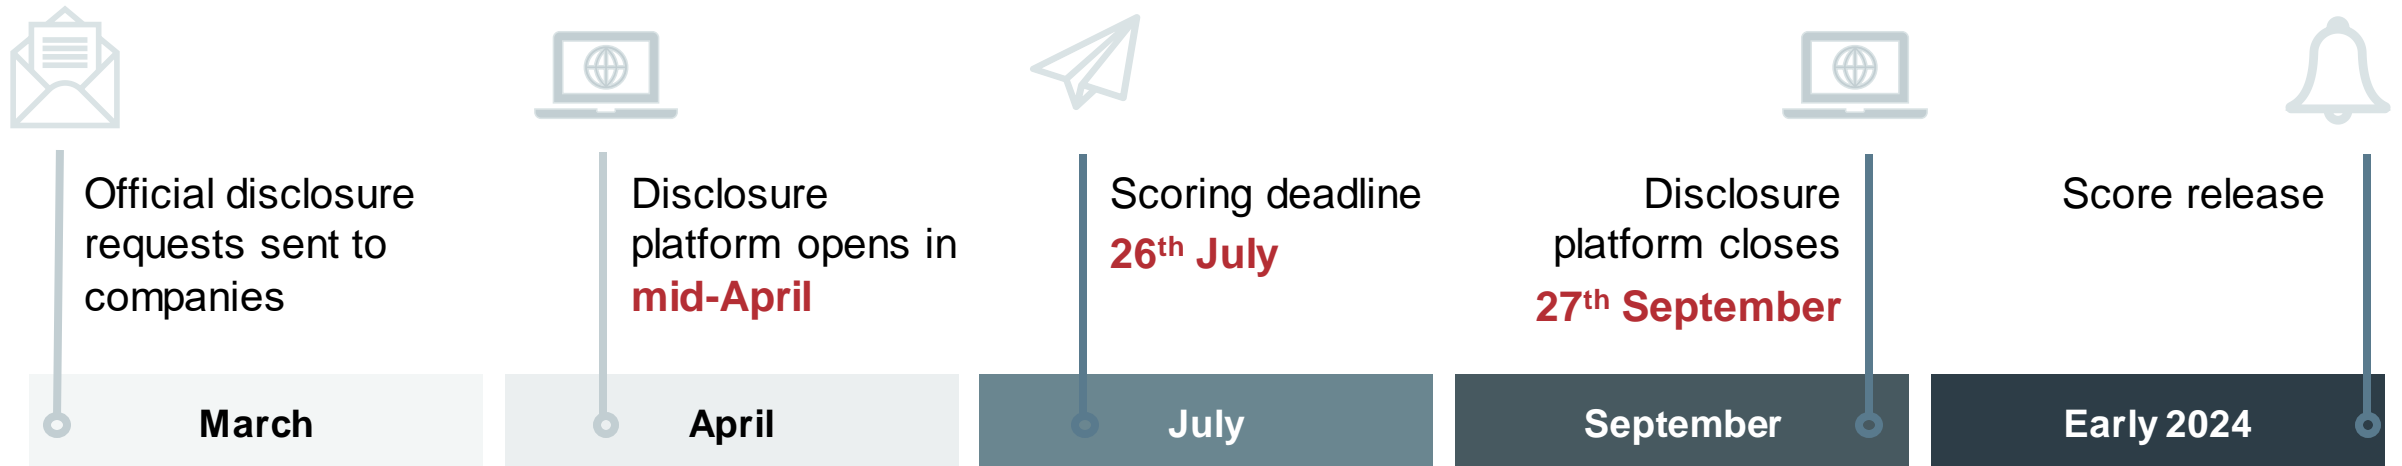 Official disclosure
requests sent to
companies
Disclosure
platform opens in
mid-April
Scoring deadline
26th July
Disclosure
platform closes
27th September
Score release
March
April
July
September
Early 2024